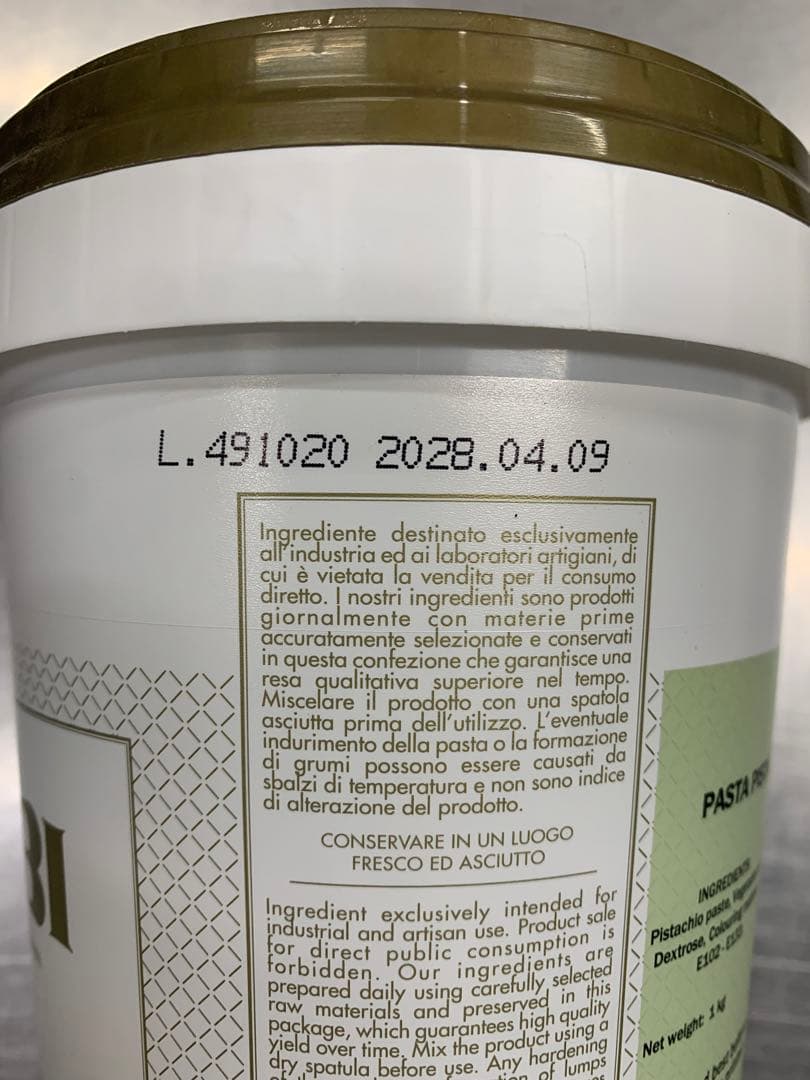 L.491020 2028.04.09
Ingrediente destinato esclusivamente
all'industria ed ai laboratori artigiani, di
cui è vietata la vendita per il consumo
diretto. I nostri ingredienti sono prodotti
giornalmente con materie prime
accuratamente selezionate e conservati
in questa confezione che garantisce una
resa qualitativa superiore nel tempo.
Miscelare il prodotto con una spatola
asciutta prima dell'utilizzo. L'eventuale
indurimento della pasta o la formazione
di grumi possono essere causati da
sbalzi di temperatura e non sono indice
di alterazione del prodotto.
CONSERVARE IN UN LUOGO
FRESCO ED ASCIUTTO
Ingredient exclusively intended for
industrial and artisan use. Product sale
for direct public consumption is
forbidden. Our ingredients are
prepared daily using carefully selected
raw materials and preserved in this
package, which guarantees high quality
yield over time. Mix the product using a
dry spatula before use. Any hardening
of lumps
BI
PASTA
INGREDIENTS
Pistachio paste,
Dextrose,
E102 -
Net weight: 1 kg